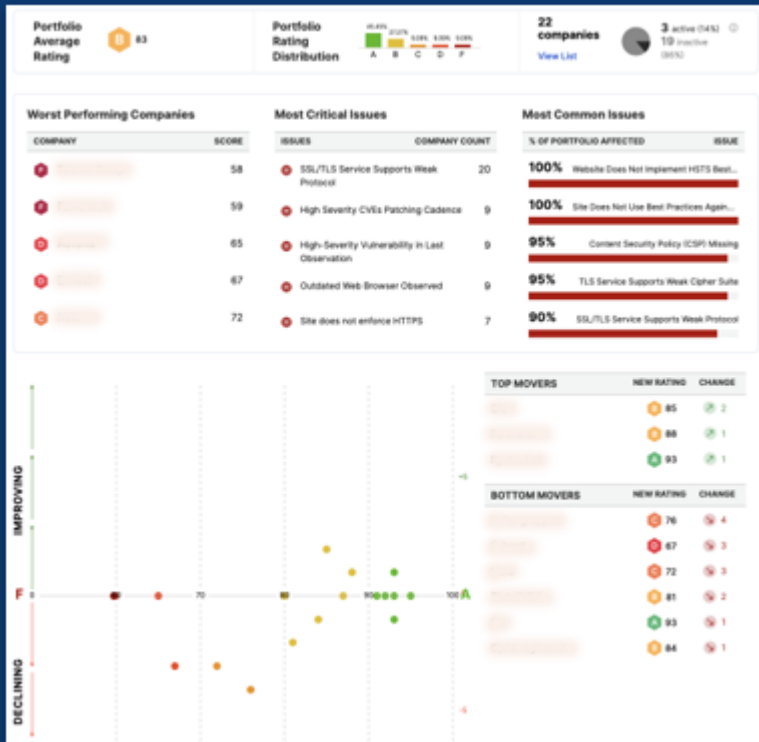 Portfolio
Average
Rating
B 83
Portfolio
Rating
Distribution
A B C D F
22
companies
View List
3 active (14%)
19 inactive
(86%)
Worst Performing Companies
COMPANY SCORE
F 58
F 59
D 65
D 67
C 72
Most Critical Issues
ISSUES COMPANY COUNT
SSL/TLS Service Supports Weak 20
Protocol
High Severity CVEs Patching Cadence 9
High-Severity Vulnerability in Last 9
Observation
Outdated Web Browser Observed 9
Site does not enforce HTTPS 7
Most Common Issues
% OF PORTFOLIO AFFECTED ISSUE
100% Website Does Not Implement HSTS Best...
100% Site Does Not Use Best Practices Again...
95% Content Security Policy (CSP) Missing
95% TLS Service Supports Weak Cipher Suite
90% SSL/TLS Service Supports Weak Protocol
IMPROVING
DECLINING
F 0 70 90 100 A
+5
-5
TOP MOVERS NEW RATING CHANGE
B 85 2
B 88 1
A 93 1
BOTTOM MOVERS NEW RATING CHANGE
C 76 4
D 67 3
C 72 3
B 81 2
A 93 1
B 84 1